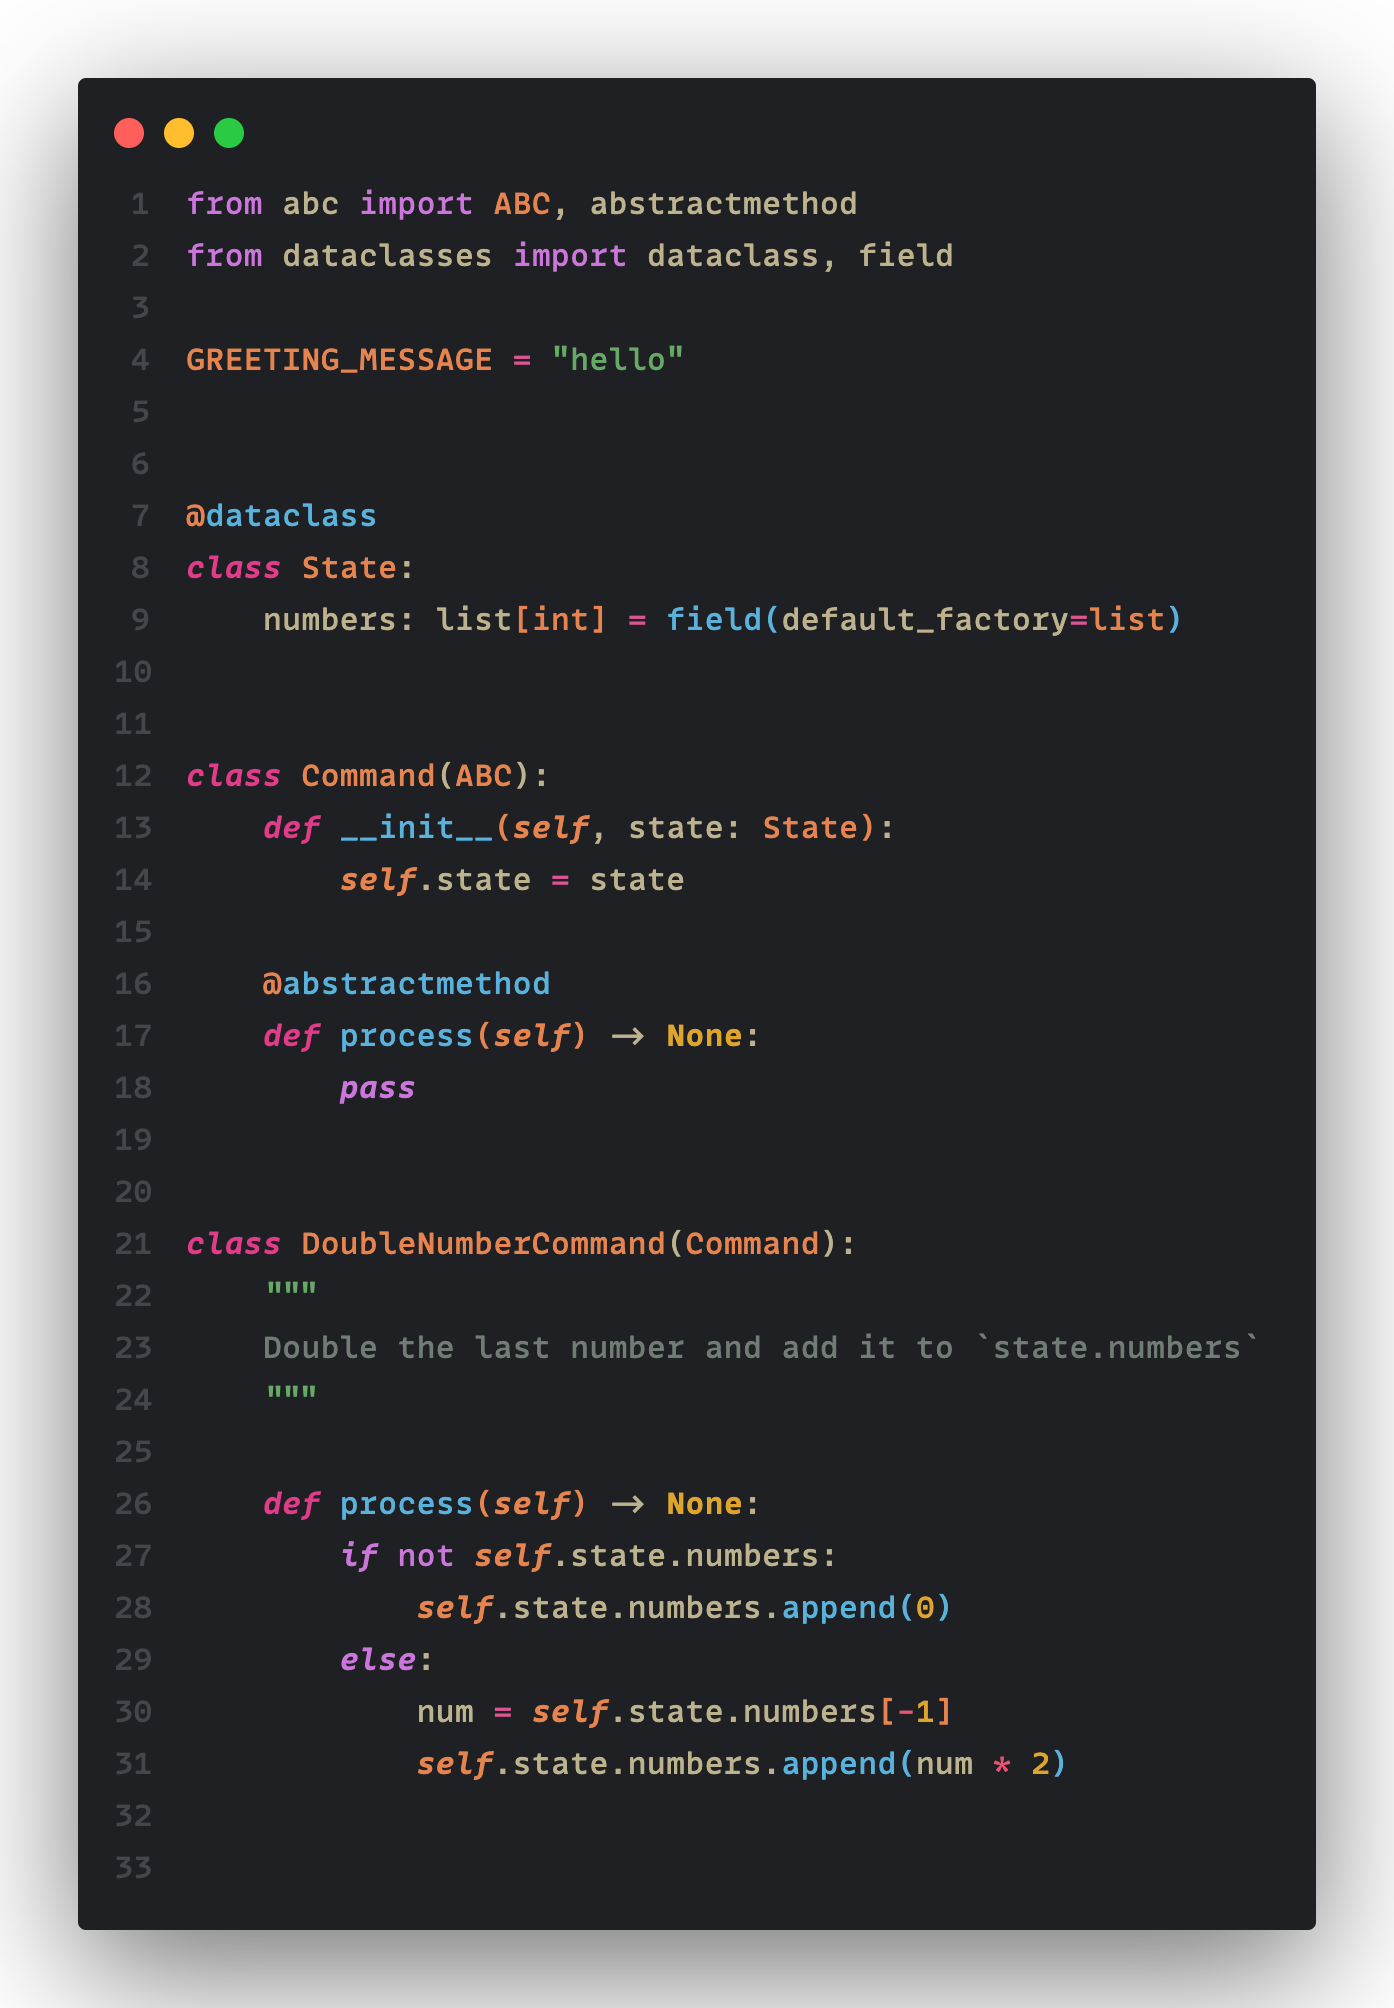 1 from abc import ABC, abstractmethod
2 from dataclasses import dataclass, field
3
4 GREETING_MESSAGE = "hello"
5
6
7 @dataclass
8 class State:
9     numbers: list[int] = field(default_factory=list)
10
11
12 class Command(ABC):
13     def __init__(self, state: State):
14         self.state = state
15
16     @abstractmethod
17     def process(self) -> None:
18         pass
19
20
21 class DoubleNumberCommand(Command):
22     """
23     Double the last number and add it to `state.numbers`
24     """
25
26     def process(self) -> None:
27         if not self.state.numbers:
28             self.state.numbers.append(0)
29         else:
30             num = self.state.numbers[-1]
31             self.state.numbers.append(num * 2)
32
33